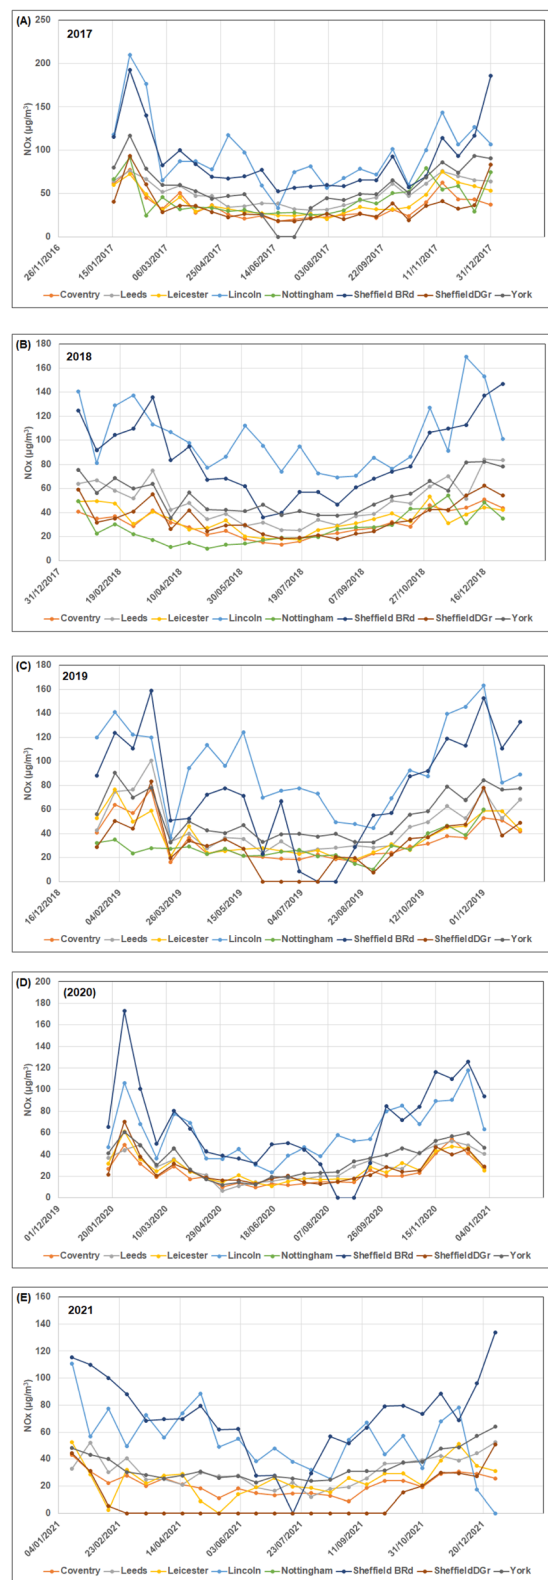 (A)
2017
250
200
150
100
50
0
NOx (µg/m³)
26/11/2016 15/01/2017 06/03/2017 25/04/2017 14/06/2017 03/08/2017 22/09/2017 11/11/2017 31/12/2017
Coventry Leeds Leicester Lincoln Nottingham Sheffield BRd SheffieldDGr York
(B)
2018
180
160
140
120
100
80
60
40
20
0
NOx (µg/m³)
31/12/2017 19/02/2018 10/04/2018 30/05/2018 19/07/2018 07/09/2018 27/10/2018 16/12/2018
Coventry Leeds Leicester Lincoln Nottingham Sheffield BRd SheffieldDGr York
(C)
2019
180
160
140
120
100
80
60
40
20
0
NOx (µg/m³)
16/12/2018 04/02/2019 26/03/2019 15/05/2019 04/07/2019 23/08/2019 12/10/2019 01/12/2019
Coventry Leeds Leicester Lincoln Nottingham Sheffield BRd SheffieldDGr York
(D)
(2020)
200
180
160
140
120
100
80
60
40
20
0
NOx (µg/m³)
01/12/2019 20/01/2020 10/03/2020 29/04/2020 18/06/2020 07/08/2020 26/09/2020 15/11/2020 04/01/2021
Coventry Leeds Leicester Lincoln Nottingham Sheffield BRd SheffieldDGr York
(E)
2021
160
140
120
100
80
60
40
20
0
NOx (µg/m³)
04/01/2021 23/02/2021 14/04/2021 03/06/2021 23/07/2021 11/09/2021 31/10/2021 20/12/2021
Coventry Leeds Leicester Lincoln Nottingham Sheffield BRd SheffieldDGr York